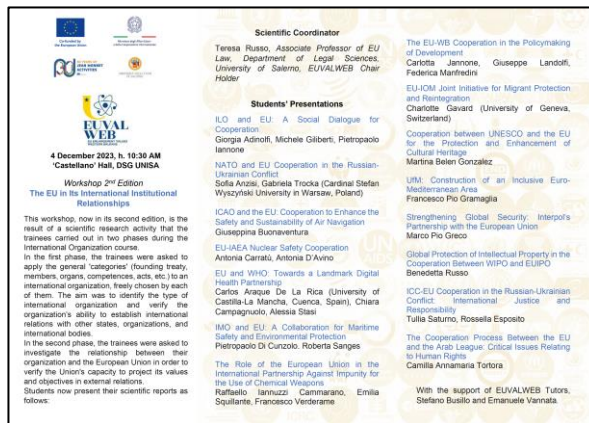 Co-funded by
the European Union
EUVAL
WEB
4 December 2023, h. 10:30 AM
'Castellano' Hall, DSG UNISA
Workshop 2nd Edition
The EU in Its International Institutional
Relationships
This workshop, now in its second edition, is the
result of a scientific research activity that the
trainees carried out in two phases during the
International Organization course.
In the first phase, the trainees were asked to
apply the general 'categories' (founding treaty,
members, organs, competences, acts, etc.) to an
international organization, freely chosen by each
of them. The aim was to identify the type of
international organization and verify the
organization's ability to establish international
relations with other states, organizations, and
international bodies.
In the second phase, the trainees were asked to
investigate the relationship between their
organization and the European Union in order to
verify the Union's capacity to project its values
and objectives in external relations.
Students now present their scientific reports as
follows:
Scientific Coordinator
Teresa Russo, Associate Professor of EU
Law, Department of Legal Sciences,
University of Salerno, EUVALWEB Chair
Holder
Students' Presentations
ILO and EU: A Social Dialogue for
Cooperation
Giorgia Adinolfi, Michele Giliberti, Pietropaolo
Iannone
NATO and EU Cooperation in the Russian-
Ukrainian Conflict
Sofia Anzisi, Gabriela Trocka (Cardinal Stefan
Wyszyński University in Warsaw, Poland)
ICAO and the EU: Cooperation to Enhance the
Safety and Sustainability of Air Navigation
Giuseppina Buonaventura
EU-IAEA Nuclear Safety Cooperation
Antonia Carratù, Antonia D'Avino
EU and WHO: Towards a Landmark Digital
Health Partnership
Carlos Araque De La Rica (University of
Castilla-La Mancha, Cuenca, Spain), Chiara
Campagnuolo, Alessia Stasi
IMO and EU: A Collaboration for Maritime
Safety and Environmental Protection
Pietropaolo Di Cunzolo. Roberta Sanges
The Role of the European Union in the
International Partnership Against Impunity for
the Use of Chemical Weapons
Raffaello Iannuzzi Cammarano, Emilia
Squillante, Francesco Verderame
The EU-WB Cooperation in the Policymaking
of Development
Carlotta Jannone, Giuseppe Landolfi,
Federica Manfredini
EU-IOM Joint Initiative for Migrant Protection
and Reintegration
Charlotte Gavard (University of Geneva,
Switzerland)
Cooperation between UNESCO and the EU
for the Protection and Enhancement of
Cultural Heritage
Martina Belen Gonzalez
UfM: Construction of an Inclusive Euro-
Mediterranean Area
Francesco Pio Gramaglia
Strengthening Global Security: Interpol's
Partnership with the European Union
Marco Pio Greco
Global Protection of Intellectual Property in the
Cooperation Between WIPO and EUIPO
Benedetta Russo
ICC-EU Cooperation in the Russian-Ukrainian
Conflict: International Justice and
Responsibility
Tullia Saturno, Rossella Esposito
The Cooperation Process Between the EU
and the Arab League: Critical Issues Relating
to Human Rights
Camilla Annamaria Tortora
With the support of EUVALWEB Tutors,
Stefano Busillo and Emanuele Vannata.